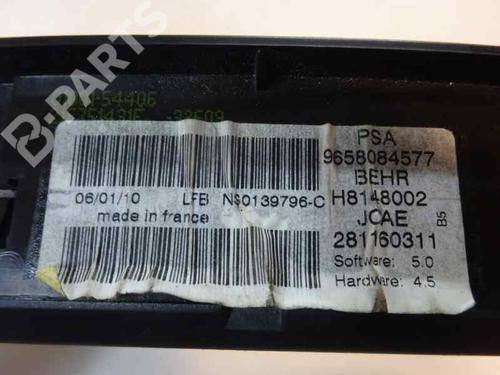 PSA
9658084577
BEHR
06/01/10 LFB N60139796-C H8148002
made in france
JCAE B5
281160311
Software: 5.0
Hardware: 4.5
B-PARTS